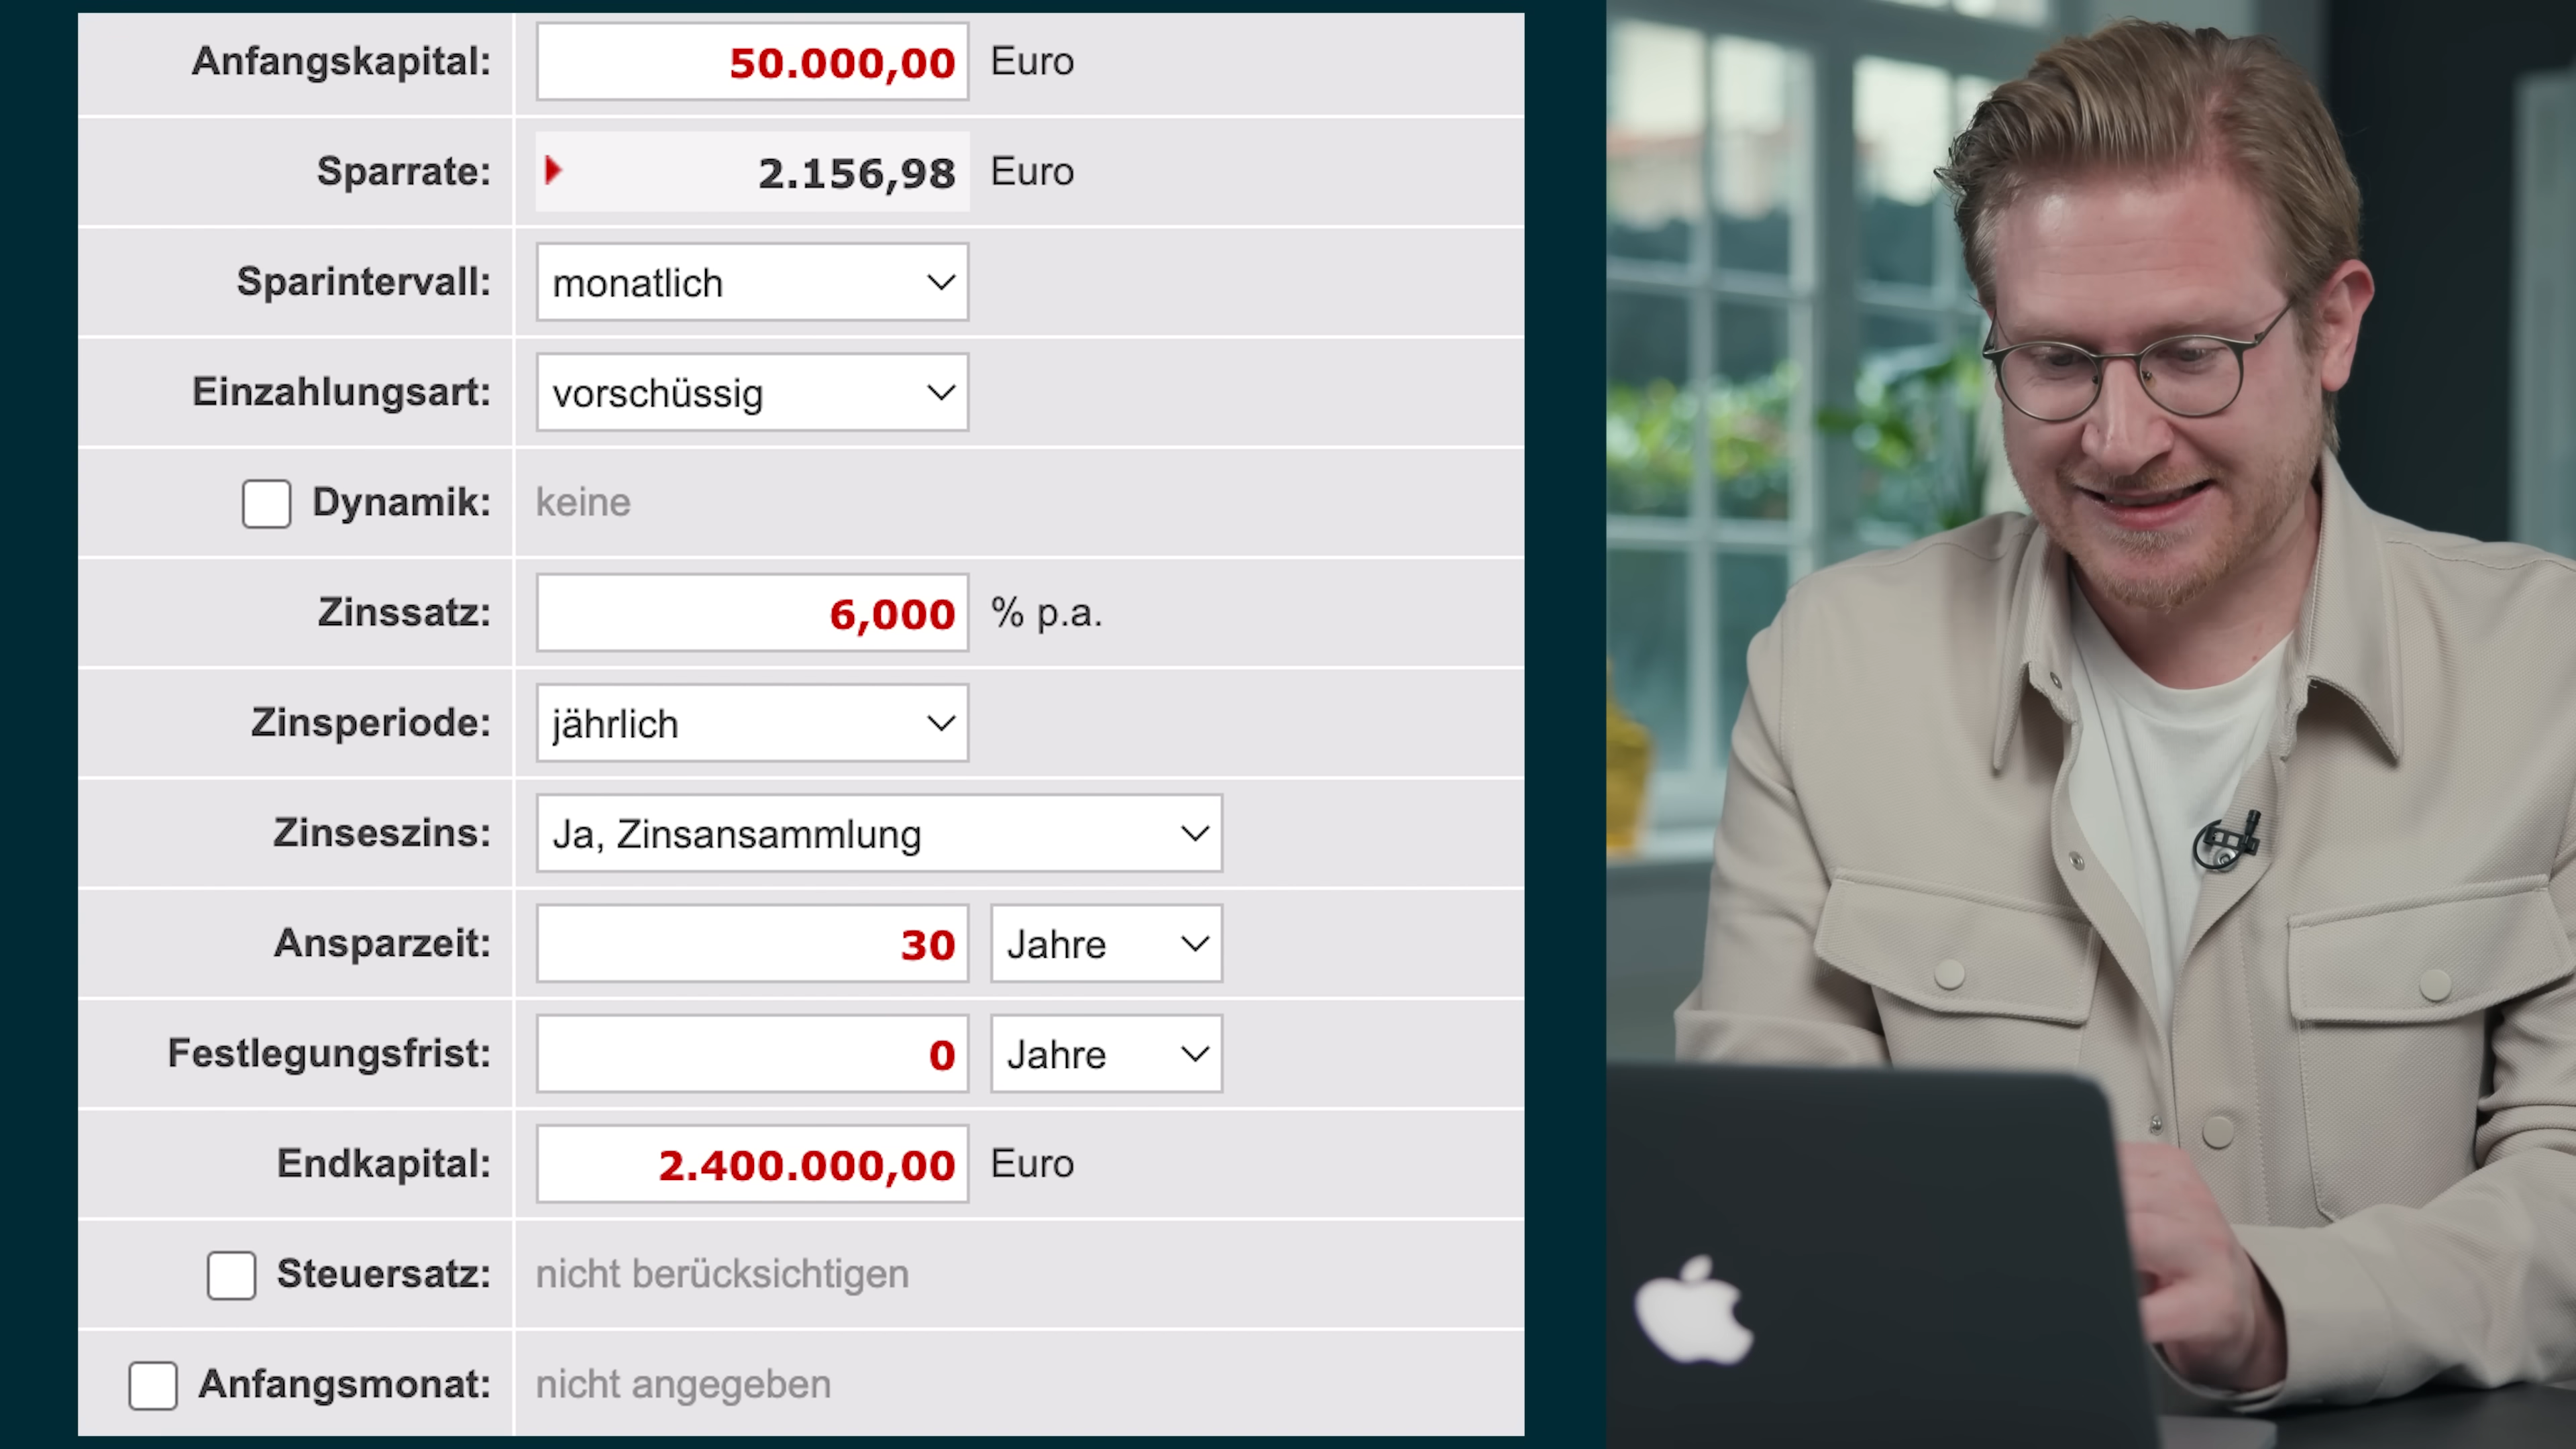 Anfangskapital: 50.000,00 Euro
Sparrate: 2.156,98 Euro
Sparintervall: monatlich
Einzahlungsart: vorschüssig
Dynamik: keine
Zinssatz: 6,000 % p.a.
Zinsperiode: jährlich
Zinseszins: Ja, Zinsansammlung
Ansparzeit: 30 Jahre
Festlegungsfrist: 0 Jahre
Endkapital: 2.400.000,00 Euro
Steuersatz: nicht berücksichtigen
Anfangsmonat: nicht angegeben